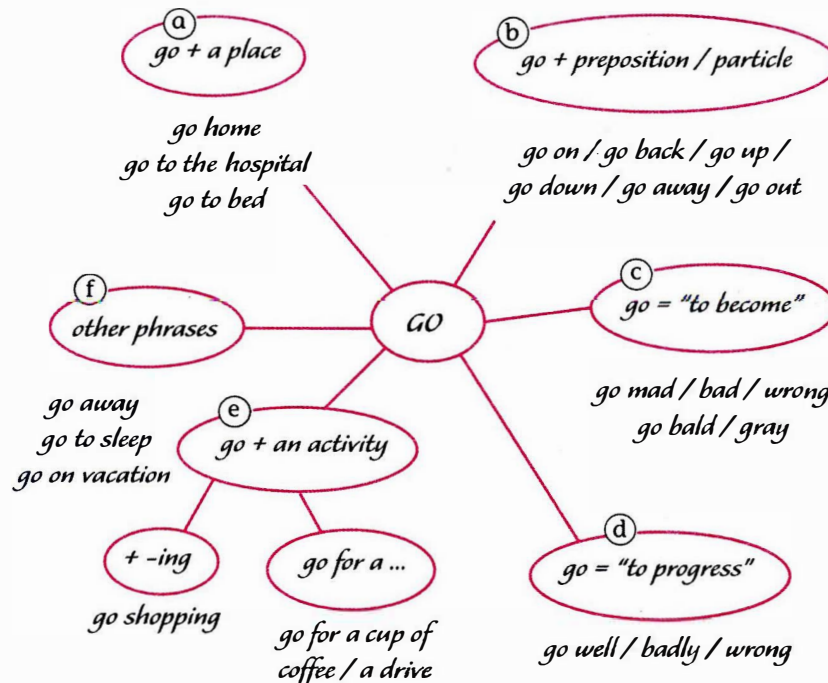 a
go + a place
go home
go to the hospital
go to bed
b
go + preposition / particle
go on / go back / go up /
go down / go away / go out
GO
c
go = "to become"
go mad / bad / wrong
go bald / gray
f
other phrases
go away
go to sleep
go on vacation
e
go + an activity
+ -ing
go shopping
go for a ...
go for a cup of
coffee / a drive
d
go = "to progress"
go well / badly / wrong